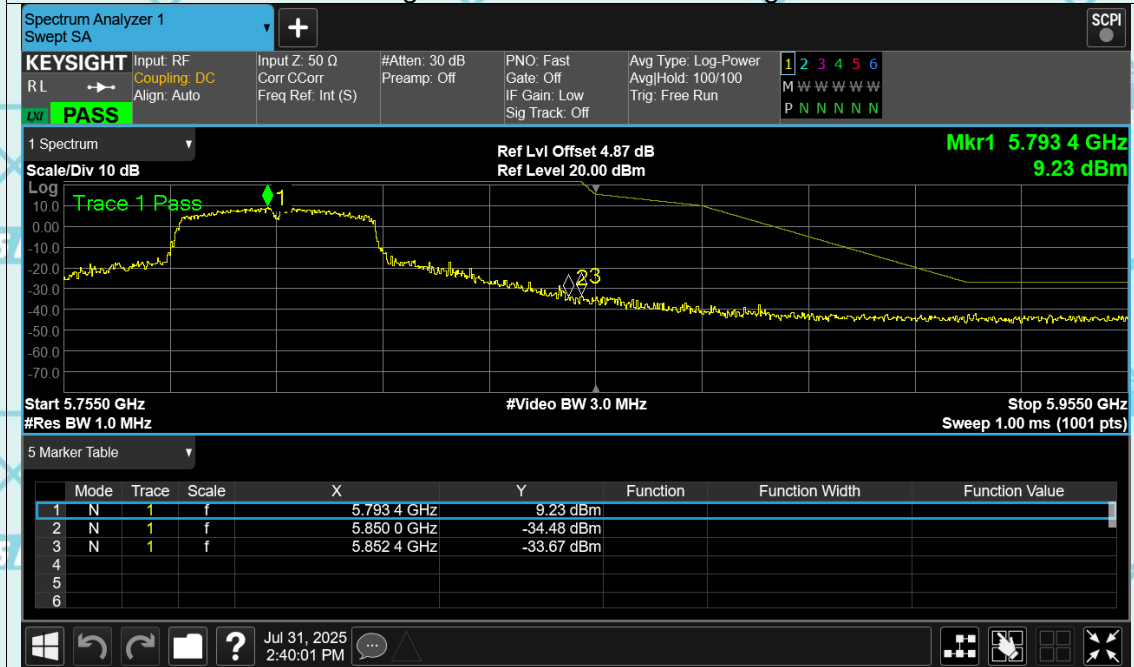 Spectrum Analyzer 1
Swept SA
+
SCPI
KEYSIGHT
RL
LXI PASS
Input: RF
Coupling: DC
Align: Auto
Input Z: 50 Ω
Corr CCorr
Freq Ref: Int (S)
#Atten: 30 dB
Preamp: Off
PNO: Fast
Gate: Off
IF Gain: Low
Sig Track: Off
Avg Type: Log-Power
Avg|Hold: 100/100
Trig: Free Run
1 2 3 4 5 6
M W W W W W W
P N N N N N
1 Spectrum
Scale/Div 10 dB
Ref Lvl Offset 4.87 dB
Ref Level 20.00 dBm
Mkr1 5.793 4 GHz
9.23 dBm
Log
Trace 1 Pass
1
2 3
10.0
0.00
-10.0
-20.0
-30.0
-40.0
-50.0
-60.0
-70.0
Start 5.7550 GHz
#Video BW 3.0 MHz
Stop 5.9550 GHz
#Res BW 1.0 MHz
Sweep 1.00 ms (1001 pts)
5 Marker Table
Mode Trace Scale X Y Function Function Width Function Value
1 N 1 f 5.793 4 GHz 9.23 dBm
2 N 1 f 5.850 0 GHz -34.48 dBm
3 N 1 f 5.852 4 GHz -33.67 dBm
4
5
6
?
Jul 31, 2025
2:40:01 PM